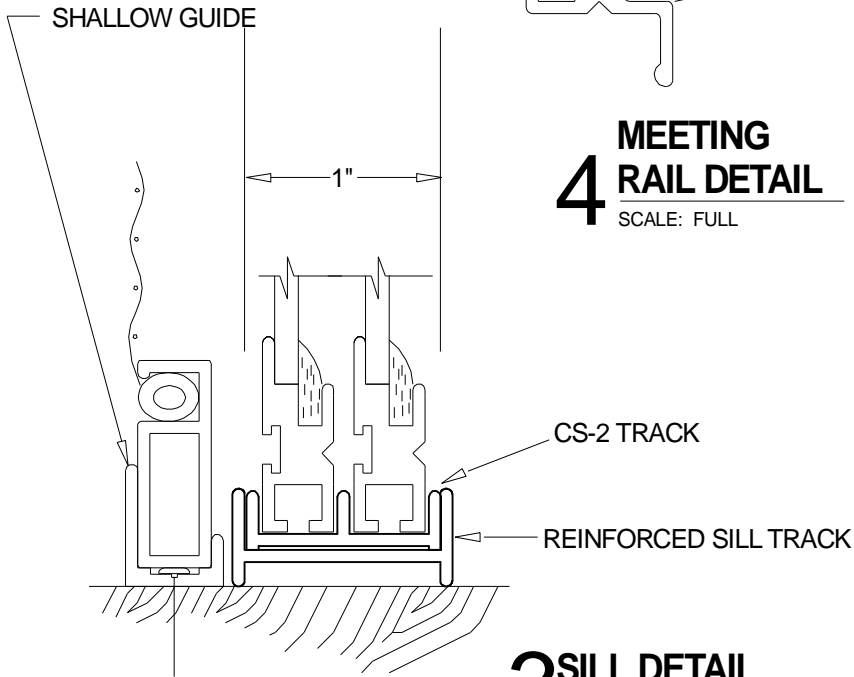 SHALLOW GUIDE
1"
4
MEETING
RAIL DETAIL
SCALE: FULL
CS-2 TRACK
REINFORCED SILL TRACK
SILL DETAIL